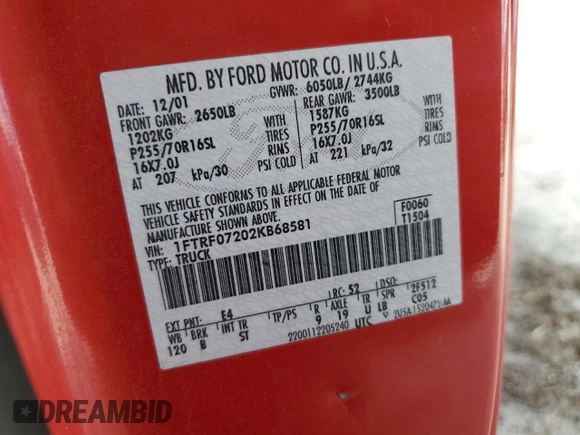 MFD. BY FORD MOTOR CO. IN U.S.A.
DATE: 12/01 GVWR: 6050LB/ 2744KG
FRONT GAWR: 2650LB REAR GAWR: 3500LB
1202KG WITH 1587KG WITH
P255/70R16SL TIRES P255/70R16SL TIRES
16X7.0J RIMS 16X7.0J RIMS
AT 207 kPa/30 PSI COLD AT 221 kPa/32 PSI COLD
THIS VEHICLE CONFORMS TO ALL APPLICABLE FEDERAL MOTOR
VEHICLE SAFETY STANDARDS IN EFFECT ON THE DATE OF
MANUFACTURE SHOWN ABOVE.
VIN: 1FTRF07202KB68581 F0060
TYPE: TRUCK T1504
EXT PNT: E4 RC: 52 DSO: 2F512
WB BRK INT TR TP/PS R AXLE TR SPR C05
120 B ST 9 19 U LB
2200112205240 UTC
DREAMBID